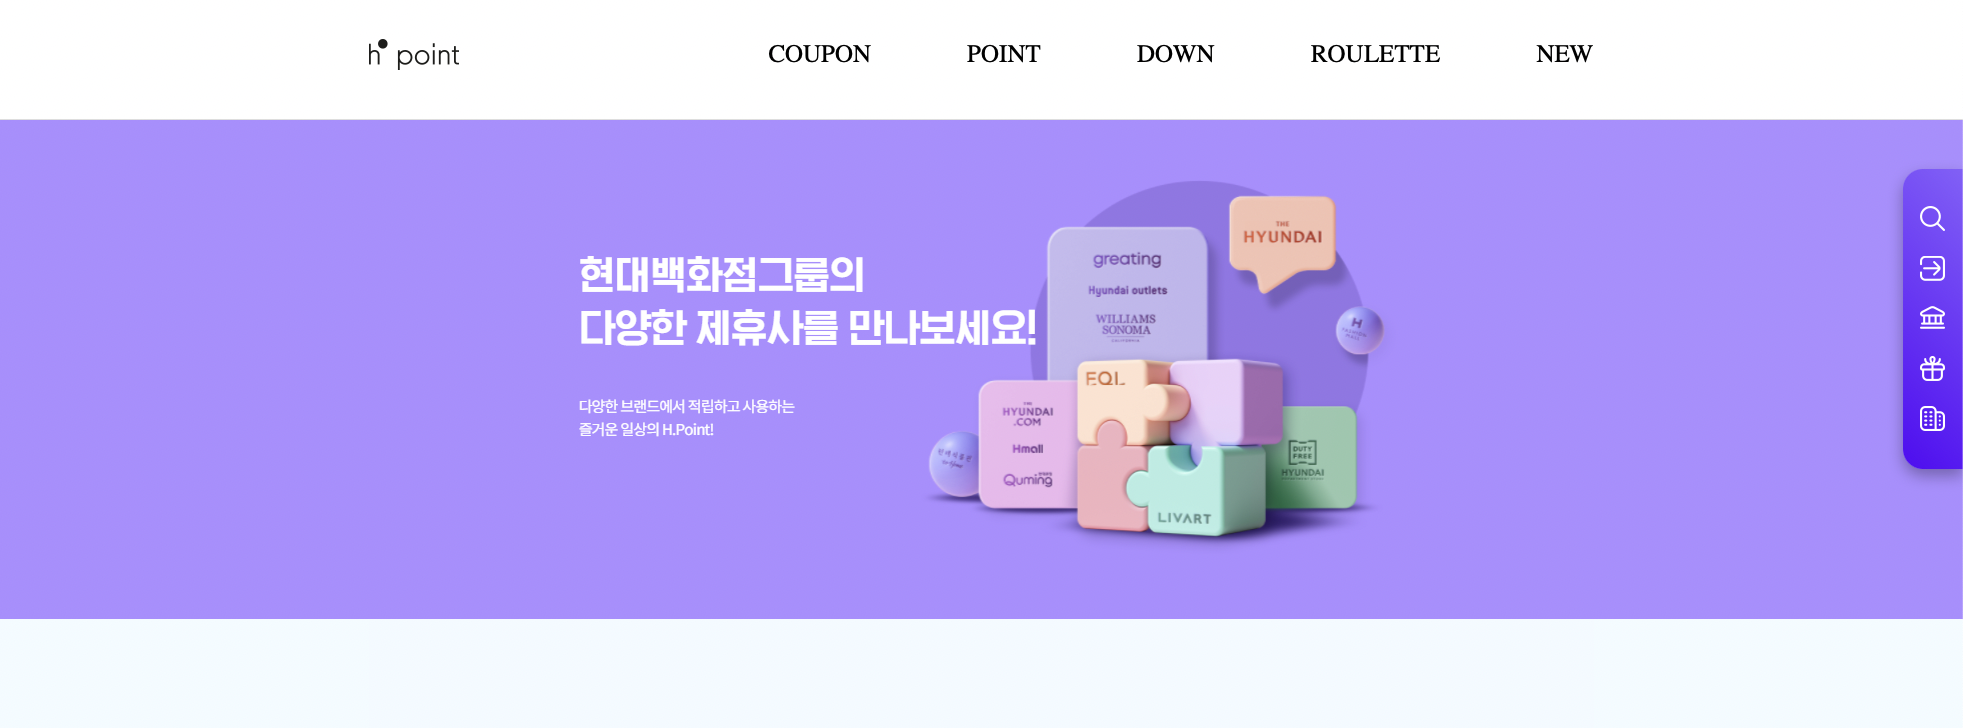 h point
COUPON
POINT
DOWN
ROULETTE
NEW
현대백화점그룹의
다양한 제휴사를 만나보세요!
다양한 브랜드에서 적립하고 사용하는
즐거운 일상의 H.Point!
THE
HYUNDAI
greating
Hyundai outlets
WILLIAMS
SONOMA
CALIFORNIA
H
EQL
THE
HYUNDAI
.COM
Hmall
Quming
DUTY
FREE
HYUNDAI
LIVART